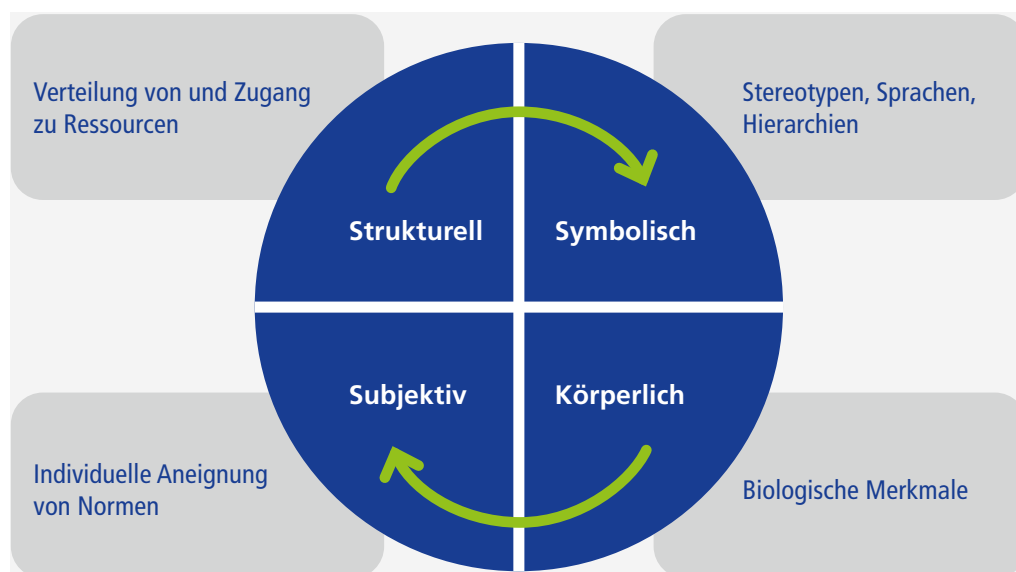 Verteilung von und Zugang
zu Ressourcen
Stereotypen, Sprachen,
Hierarchien
Strukturell
Symbolisch
Subjektiv
Körperlich
Individuelle Aneignung
von Normen
Biologische Merkmale